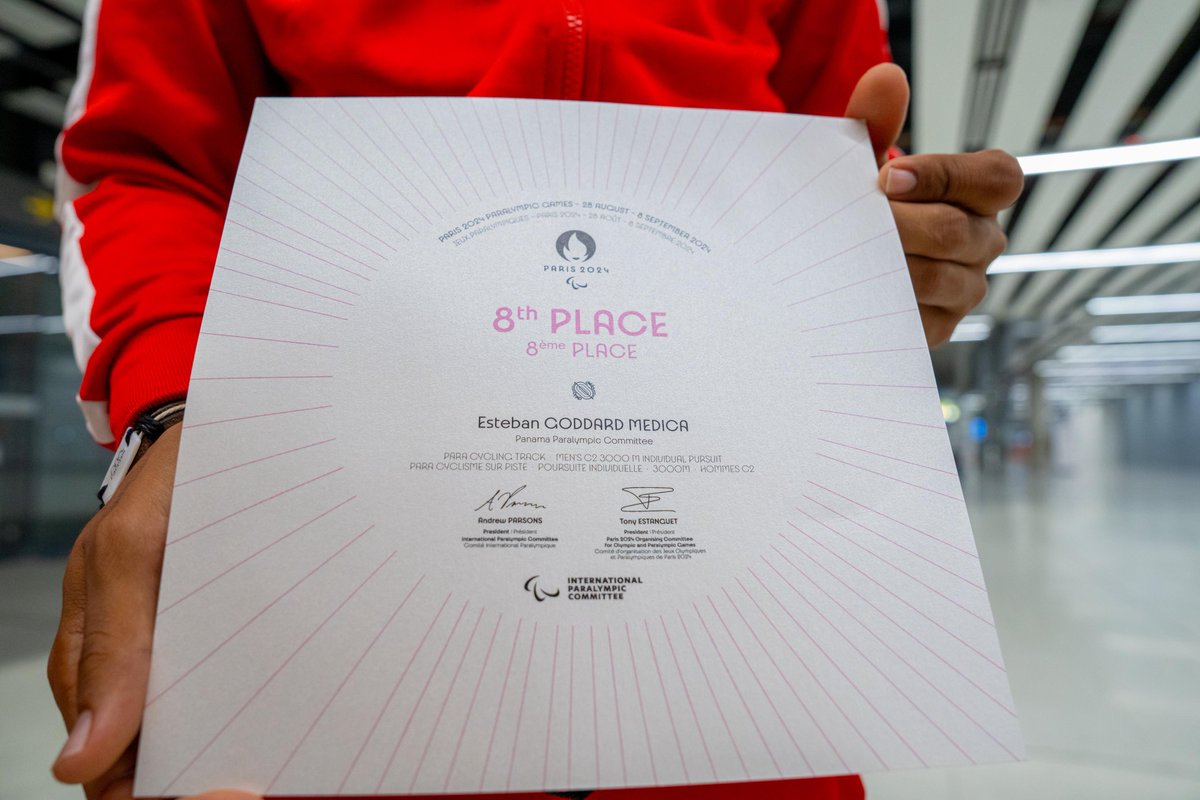 PARIS 2024 PARALYMPIC GAMES - 28 AUGUST - 8 SEPTEMBER 2024
JEUX PARALYMPIQUES - PARIS 2024 - 28 AOÛT - 8 SEPTEMBRE 2024
PARIS 2024
8th PLACE
8ème PLACE
Esteban GODDARD MEDICA
Panama Paralympic Committee
PARA CYCLING TRACK - MEN'S C2 3000 M INDIVIDUAL PURSUIT
PARA CYCLISME SUR PISTE - POURSUITE INDIVIDUELLE - 3000M - HOMMES C2
Andrew PARSONS
President | Président
International Paralympic Committee
Comité International Paralympique
Tony ESTANGUET
President | Président
Paris 2024 Organising Committee
for Olympic and Paralympic Games
Comité d'organisation des Jeux Olympiques
et Paralympiques de Paris 2024
INTERNATIONAL
PARALYMPIC
COMMITTEE